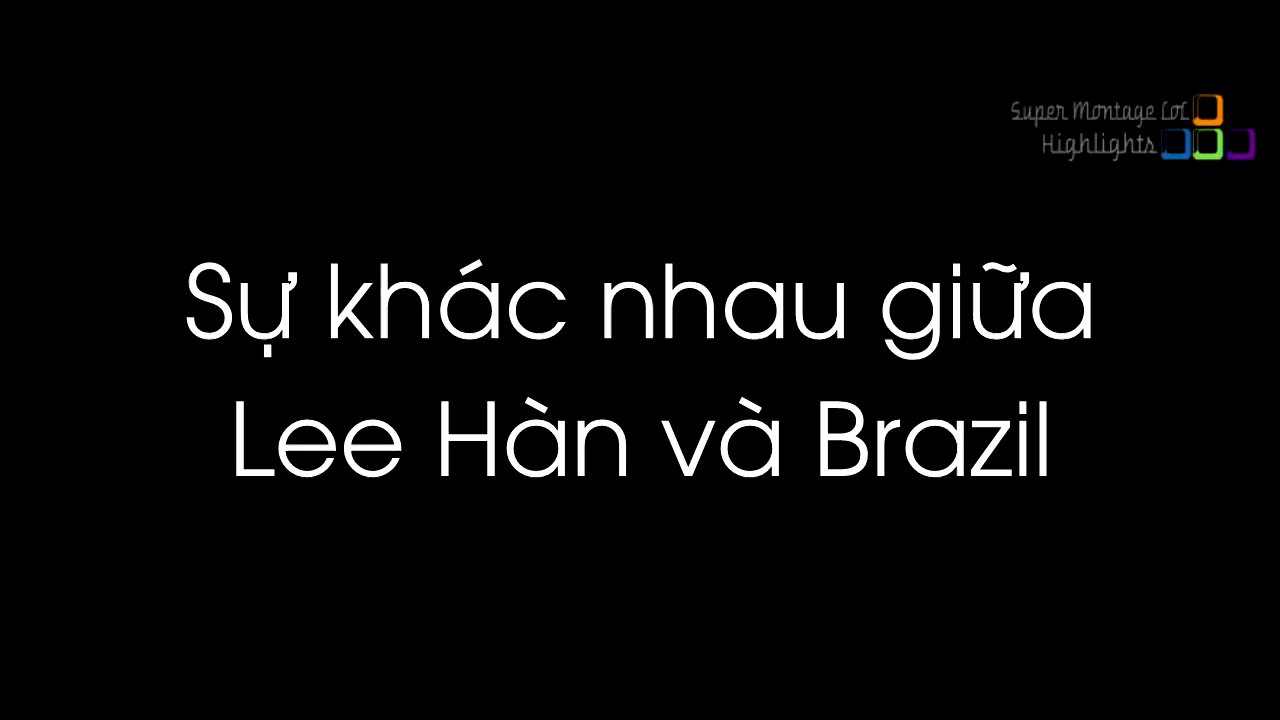 Super Montage LoL
Highlights
Sự khác nhau giữa
Lee Hàn và Brazil